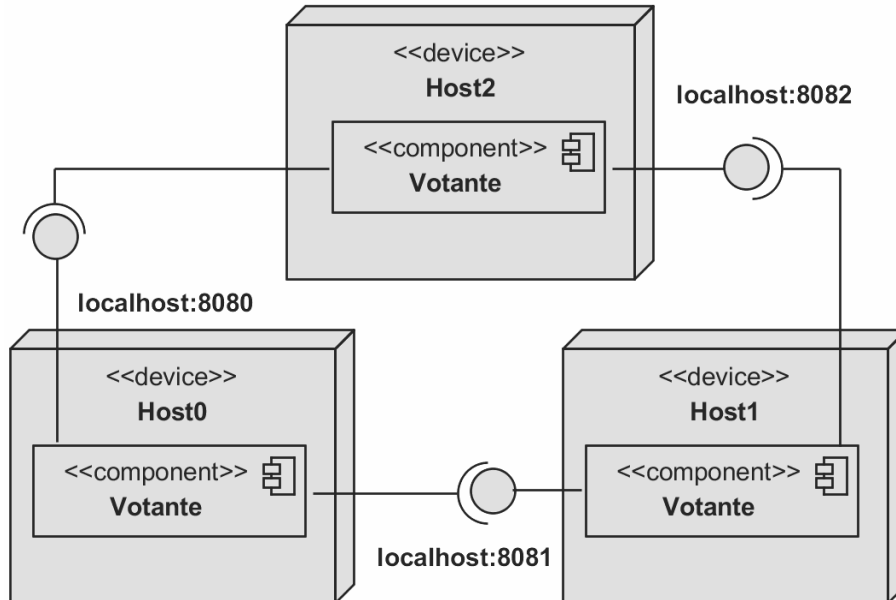 <<device>>
Host2
localhost:8082
<<component>>
Votante
localhost:8080
<<device>>
Host0
<<component>>
Votante
<<device>>
Host1
<<component>>
Votante
localhost:8081